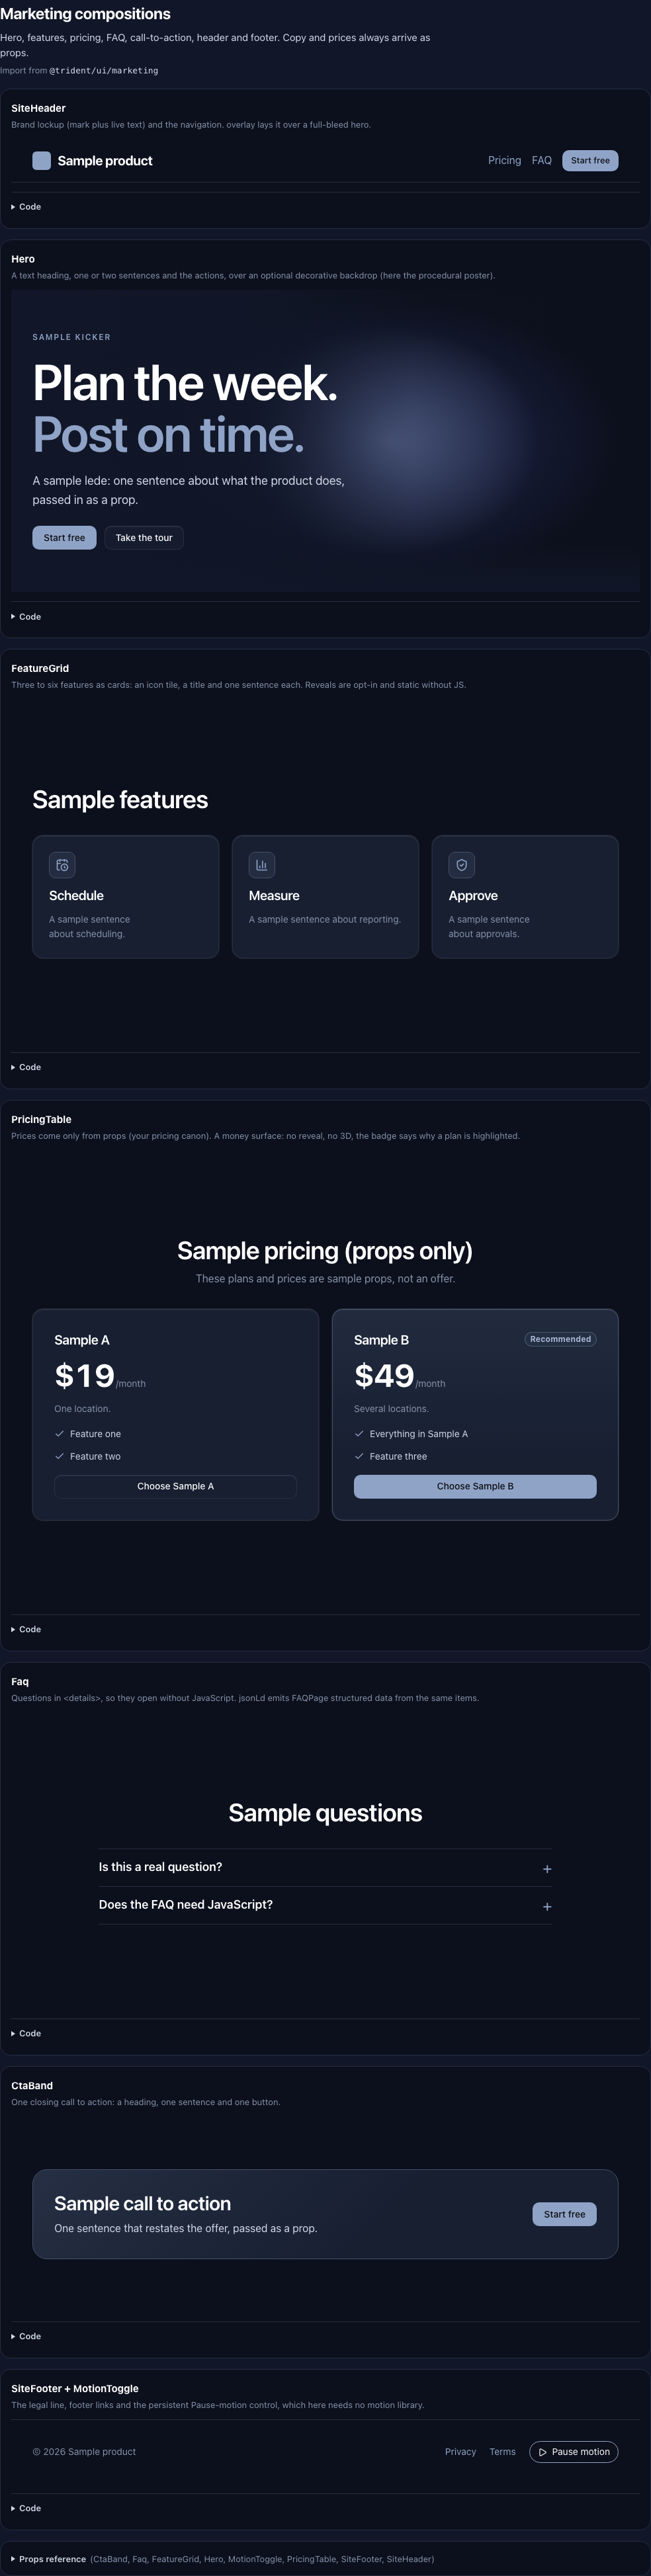 Marketing compositions
Hero, features, pricing, FAQ, call-to-action, header and footer. Copy and prices always arrive as
props.
Import from @trident/ui/marketing
SiteHeader
Brand lockup (mark plus live text) and the navigation. overlay lays it over a full-bleed hero.
Sample product
Pricing FAQ Start free
Code
Hero
A text heading, one or two sentences and the actions, over an optional decorative backdrop (here the procedural poster).
SAMPLE KICKER
Plan the week.
Post on time.
A sample lede: one sentence about what the product does,
passed in as a prop.
Start free Take the tour
Code
FeatureGrid
Three to six features as cards: an icon tile, a title and one sentence each. Reveals are opt-in and static without JS.
Sample features
Schedule
A sample sentence
about scheduling.
Measure
A sample sentence about reporting.
Approve
A sample sentence
about approvals.
Code
PricingTable
Prices come only from props (your pricing canon). A money surface: no reveal, no 3D, the badge says why a plan is highlighted.
Sample pricing (props only)
These plans and prices are sample props, not an offer.
Sample A
$19/month
One location.
Feature one
Feature two
Choose Sample A
Sample B Recommended
$49/month
Several locations.
Everything in Sample A
Feature three
Choose Sample B
Code
Faq
Questions in <details>, so they open without JavaScript. jsonLd emits FAQPage structured data from the same items.
Sample questions
Is this a real question? +
Does the FAQ need JavaScript? +
Code
CtaBand
One closing call to action: a heading, one sentence and one button.
Sample call to action
One sentence that restates the offer, passed as a prop.
Start free
Code
SiteFooter + MotionToggle
The legal line, footer links and the persistent Pause-motion control, which here needs no motion library.
© 2026 Sample product
Privacy Terms Pause motion
Code
Props reference (CtaBand, Faq, FeatureGrid, Hero, MotionToggle, PricingTable, SiteFooter, SiteHeader)